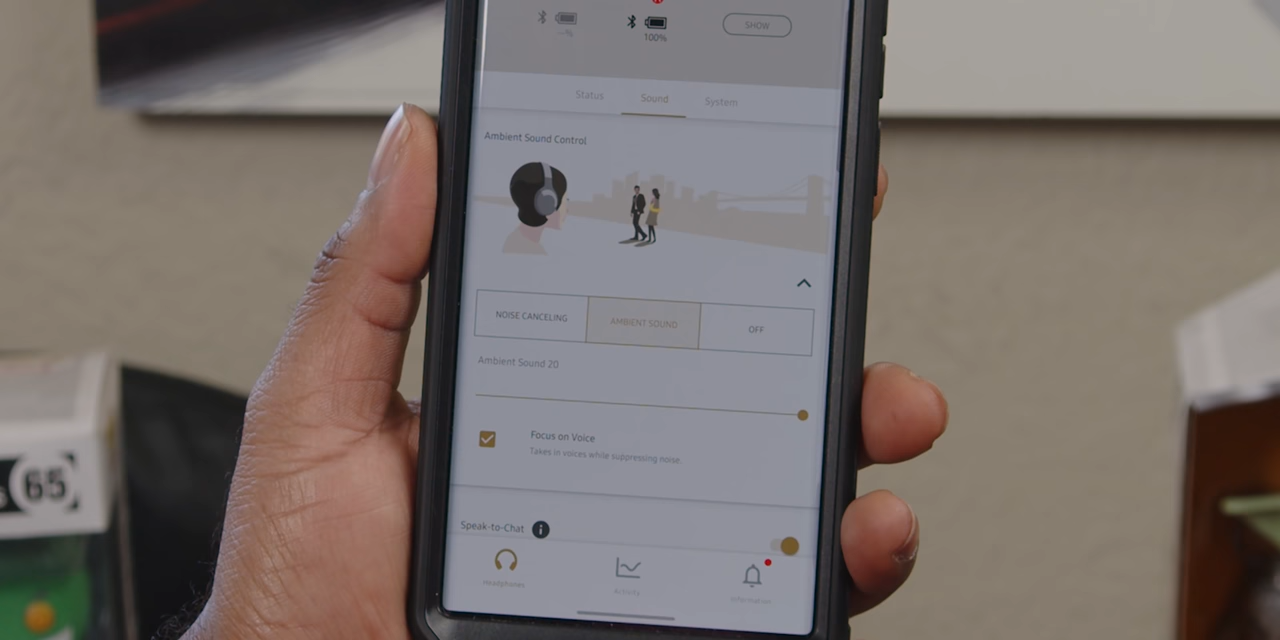 --%
100%
SHOW
Status
Sound
System
Ambient Sound Control
NOISE CANCELING
AMBIENT SOUND
OFF
Ambient Sound 20
Focus on Voice
Takes in voices while suppressing noise.
Speak-to-Chat
i
Headphones
Activity
Information
65